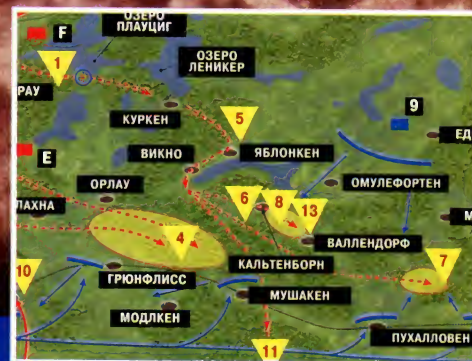 F
ОЗЕРО
ПЛАУЦИГ
1
ОЗЕРО
ЛЕНИКЕР
РАУ
9
КУРКЕН
5
ЕД
E
ВИКНО
ЯБЛОНКЕН
ОРЛАУ
ОМУЛЕФОРТЕН
ЛАХНА
6
8
13
М
4
ВАЛЛЕНДОРФ
7
10
КАЛЬТЕНБОРН
ГРЮНФЛИСС
МУШАКЕН
МОДЛКЕН
ПУХАЛЛОВЕН
11